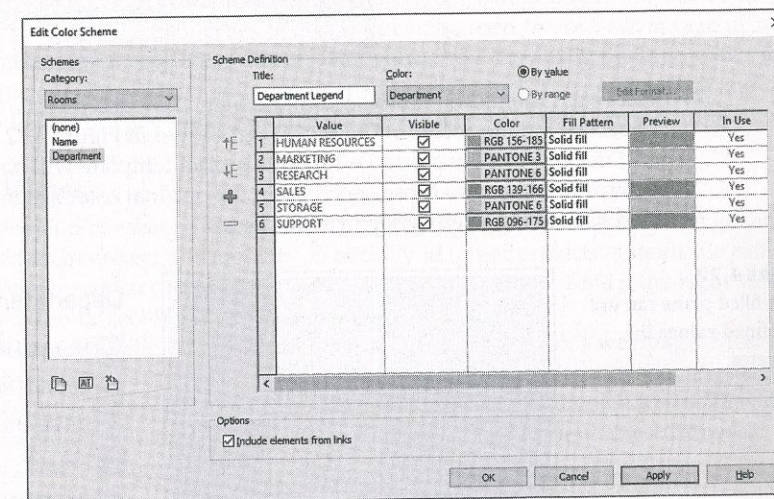 Edit Color Scheme
Schemes
Category:
Rooms
(none)
Name
Department
Scheme Definition
Title:
Department Legend
Color:
Department
By value
By range
Edit Format...
Value Visible Color Fill Pattern Preview In Use
1 HUMAN RESOURCES RGB 156-185 Solid fill Yes
2 MARKETING PANTONE 3 Solid fill Yes
3 RESEARCH PANTONE 6 Solid fill Yes
4 SALES RGB 139-166 Solid fill Yes
5 STORAGE PANTONE 6 Solid fill Yes
6 SUPPORT RGB 096-175 Solid fill Yes
Options
Include elements from links
OK Cancel Apply Help